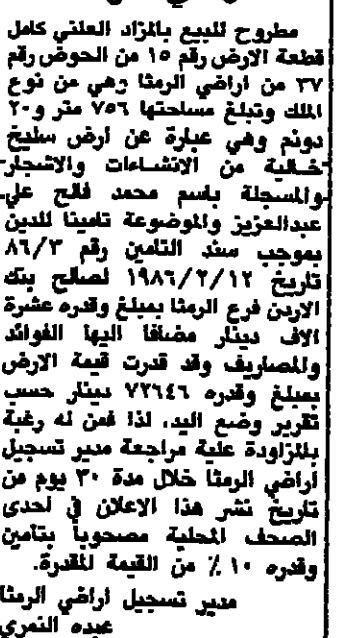 مطروح للبيع بالمزاد العلني كامل
قطعة الارض رقم ١٥ من الحوض رقم
٢٧ من اراضي الرمثا وهي من نوع
الملك وتبلغ مساحتها ٧٥٦ متر و٢٠
دونم وهي عبارة عن ارض سليخ
خالية من الانشاءات والاشجار
والمسجلة باسم محمد فالح علي
عبدالعزيز والموضوعة تامينا للدين
بموجب سند التامين رقم ٨٦/٣
تاريخ ١٩٨٦/٢/١٢ لصالح بنك
الاردن فرع الرمثا بمبلغ وقدره عشرة
الاف دينار مضافا اليها الفوائد
والمصاريف وقد قدرت قيمة الارض
بمبلغ وقدره ٧٢٦٤٦ دينار حسب
تقرير وضع اليد، لذا فمن له رغبة
بالمزاودة علية مراجعة مدير تسجيل
اراضي الرمثا خلال مدة ٣٠ يوم من
تاريخ نشر هذا الاعلان في احدى
الصحف المحلية مصحوباً بتامين
وقدره ١٠ ٪ من القيمة المقدرة.
مدير تسجيل اراضي الرمثا
عبده النمري